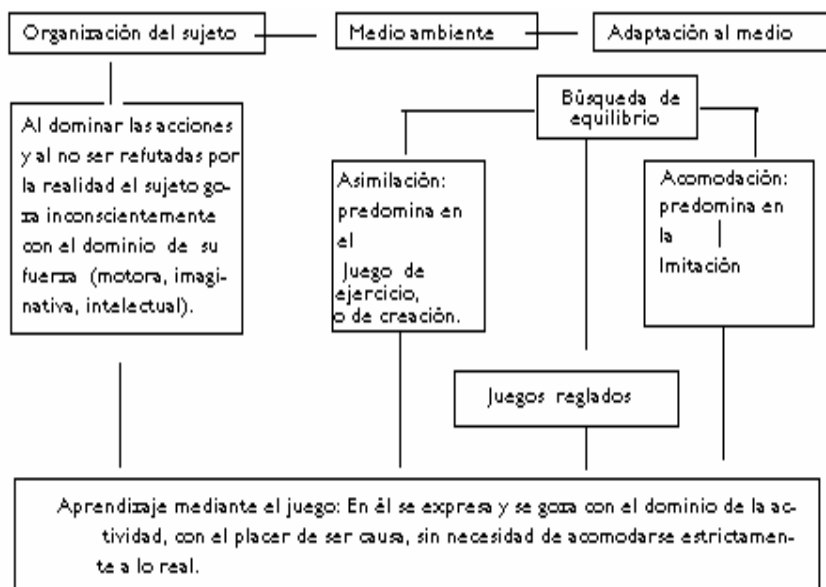 Organización del sujeto
Medio ambiente
Adaptación al medio
Al dominar las acciones
y al no ser refutadas por
la realidad el sujeto go-
za inconscientemente
con el dominio de su
fuerza (motora, imagi-
nativa, intelectual).
Búsqueda de
equilibrio
Asimilación:
predomina en
el
Juego de
ejercicio,
o de creación.
Acomodación:
predomina en
la
Imitación
Juegos reglados
Aprendizaje mediante el juego: En él se expresa y se goza con el dominio de la ac-
tividad, con el placer de ser causa, sin necesidad de acomodarse estrictamen-
te a lo real.